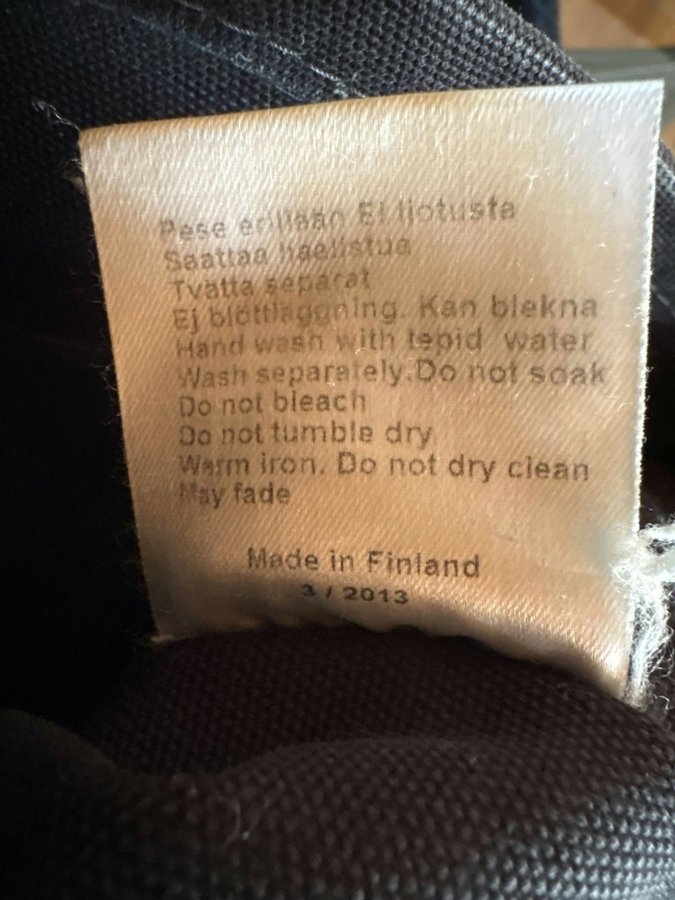 Pese erillään Ei liotusta
Saattaa haalistua
Tvätta separat
Ej blötläggning. Kan blekna
Hand wash with tepid water
Wash separately.Do not soak
Do not bleach
Do not tumble dry
Warm iron. Do not dry clean
May fade
Made in Finland
3 / 2013